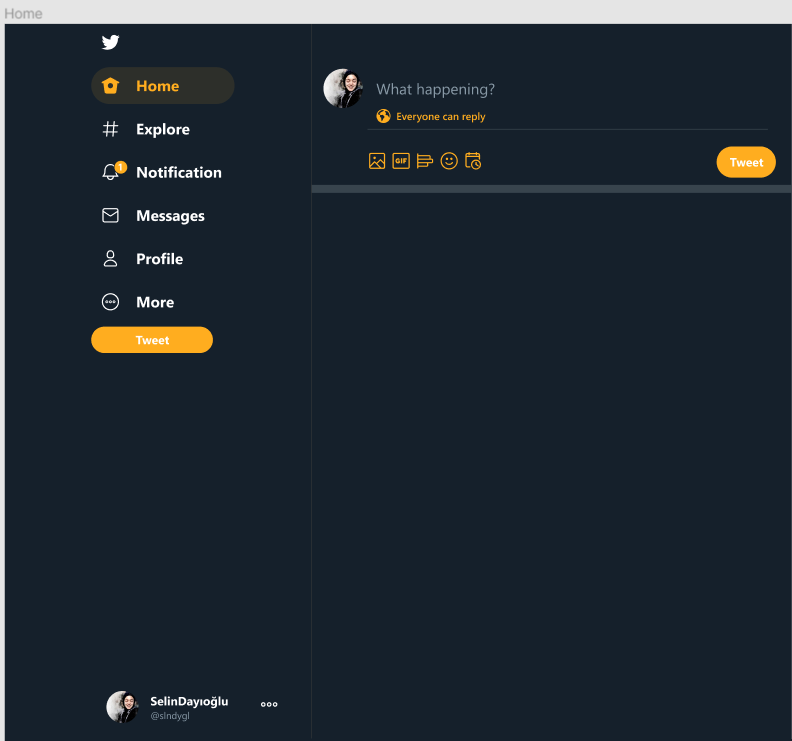 Home
Home
Explore
1
Notification
Messages
Profile
More
Tweet
SelinDayıoğlu
@slndygl
What happening?
Everyone can reply
GIF
Tweet